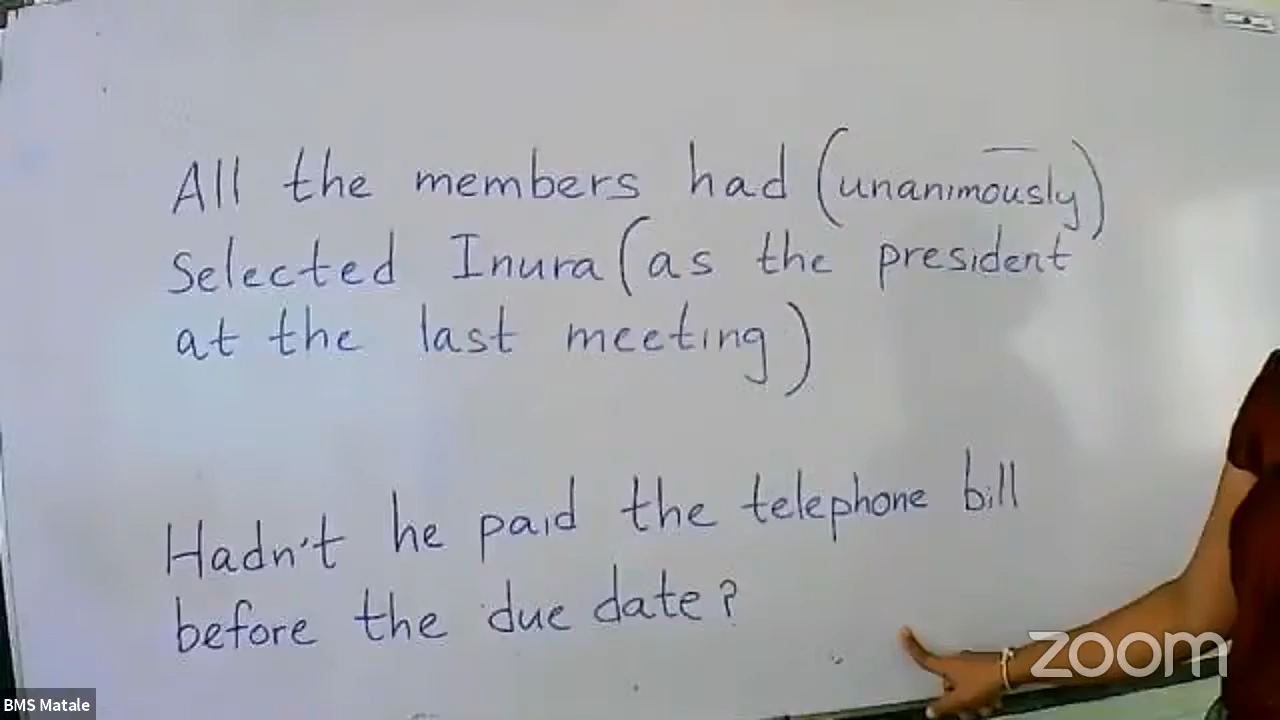 All the members had (unanimously)
Selected Inura (as the president
at the last meeting)
Hadn't he paid the telephone bill
before the due date?
zoom
BMS Matale